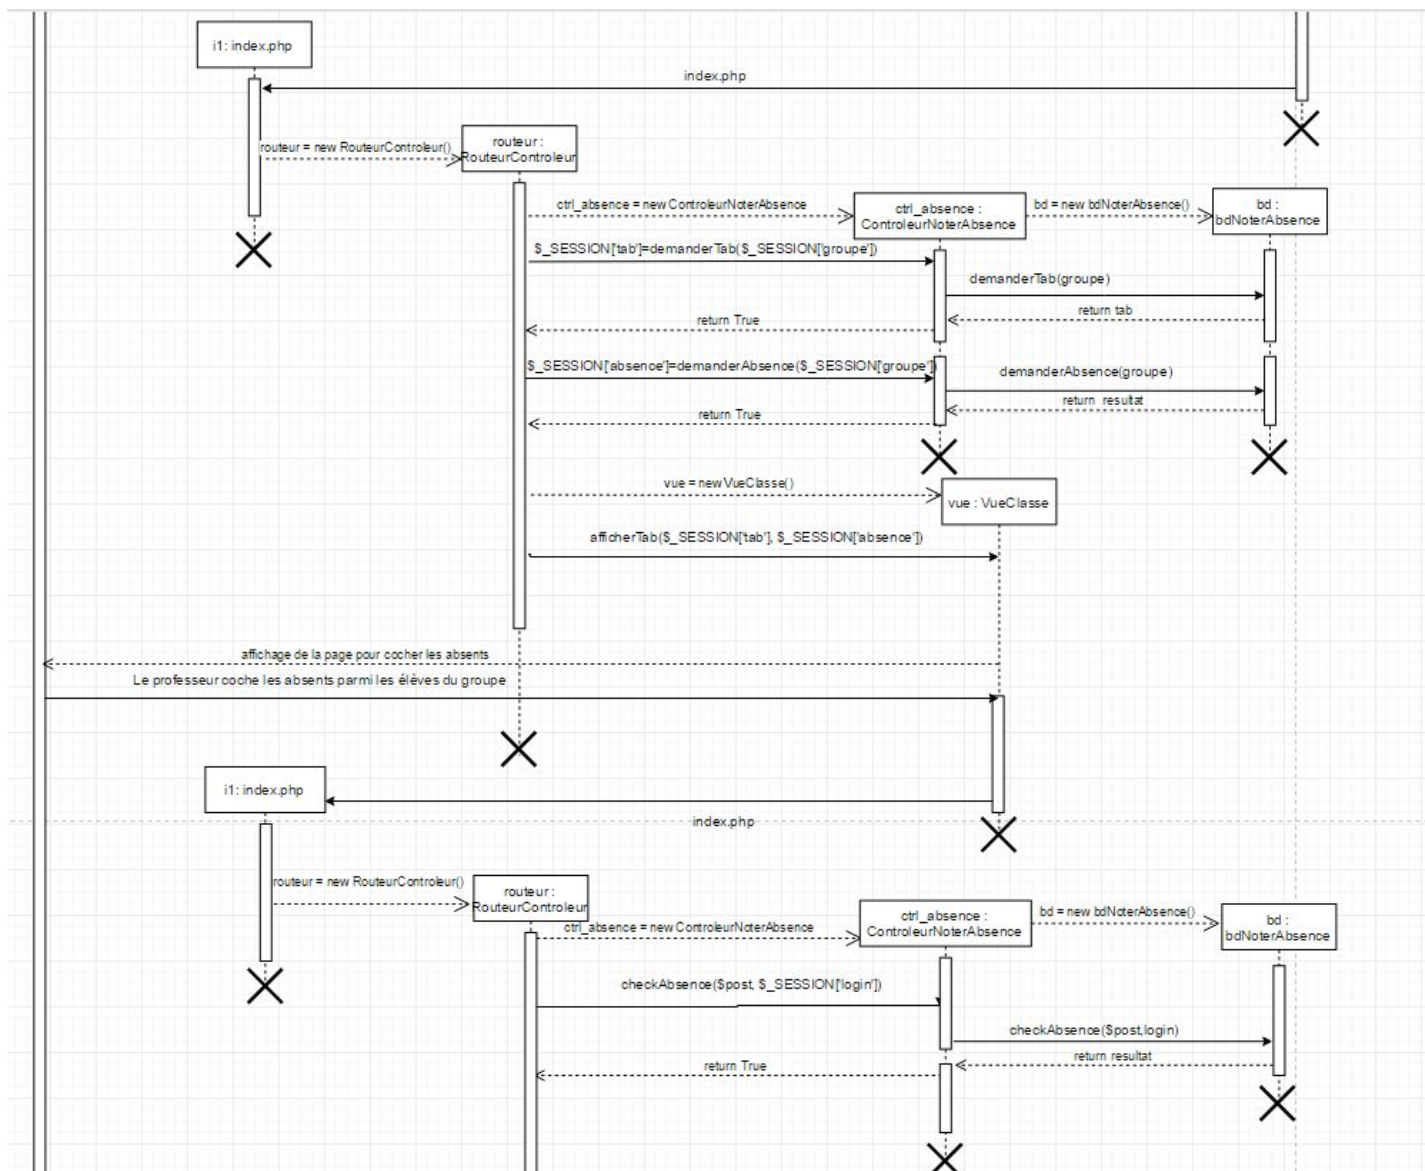 i1: index.php
index.php
routeur = new RouteurControleur()
routeur :
RouteurControleur
ctrl_absence = new ControleurNoterAbsence
ctrl_absence :
ControleurNoterAbsence
bd = new bdNoterAbsence()
bd :
bdNoterAbsence
$_SESSION['tab']=demanderTab($_SESSION['groupe'])
demanderTab(groupe)
return tab
return True
$_SESSION['absence']=demanderAbsence($_SESSION['groupe'])
demanderAbsence(groupe)
return resultat
return True
vue = new VueClasse()
vue : VueClasse
afficherTab($_SESSION['tab'], $_SESSION['absence'])
affichage de la page pour cocher les absents
Le professeur coche les absents parmi les élèves du groupe
i1: index.php
index.php
routeur = new RouteurControleur()
routeur :
RouteurControleur
ctrl_absence = new ControleurNoterAbsence
ctrl_absence :
ControleurNoterAbsence
bd = new bdNoterAbsence()
bd :
bdNoterAbsence
checkAbsence($post, $_SESSION['login'])
checkAbsence($post,login)
return resultat
return True